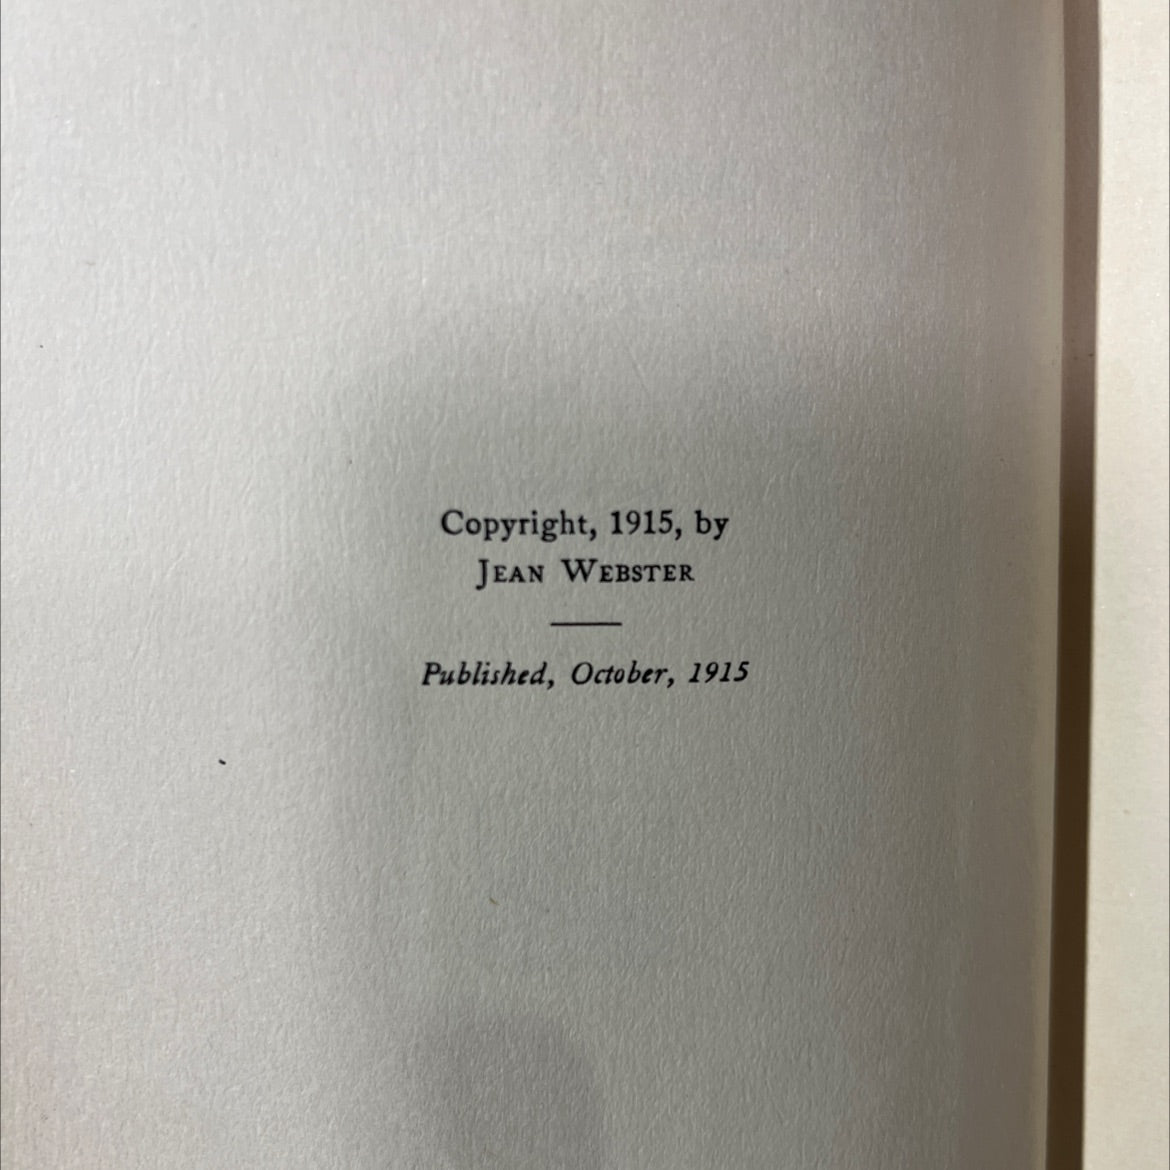 Copyright, 1915, by
JEAN WEBSTER
Published, October, 1915